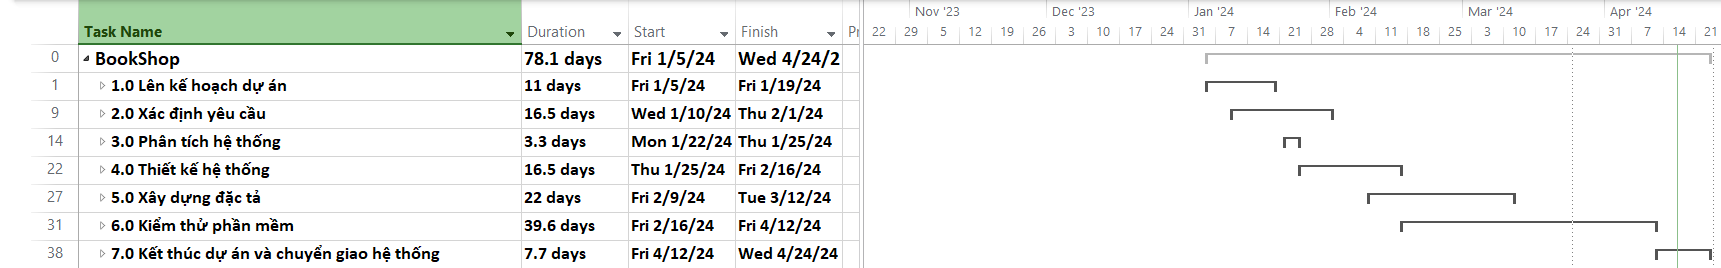 Nov '23 Dec '23 Jan '24 Feb '24 Mar '24 Apr '24
Task Name Duration Start Finish Pr 22 29 5 12 19 26 3 10 17 24 31 7 14 21 28 4 11 18 25 3 10 17 24 31 7 14 21
0 BookShop 78.1 days Fri 1/5/24 Wed 4/24/2
1 1.0 Lên kế hoạch dự án 11 days Fri 1/5/24 Fri 1/19/24
9 2.0 Xác định yêu cầu 16.5 days Wed 1/10/24 Thu 2/1/24
14 3.0 Phân tích hệ thống 3.3 days Mon 1/22/24 Thu 1/25/24
22 4.0 Thiết kế hệ thống 16.5 days Thu 1/25/24 Fri 2/16/24
27 5.0 Xây dựng đặc tả 22 days Fri 2/9/24 Tue 3/12/24
31 6.0 Kiểm thử phần mềm 39.6 days Fri 2/16/24 Fri 4/12/24
38 7.0 Kết thúc dự án và chuyển giao hệ thống 7.7 days Fri 4/12/24 Wed 4/24/24